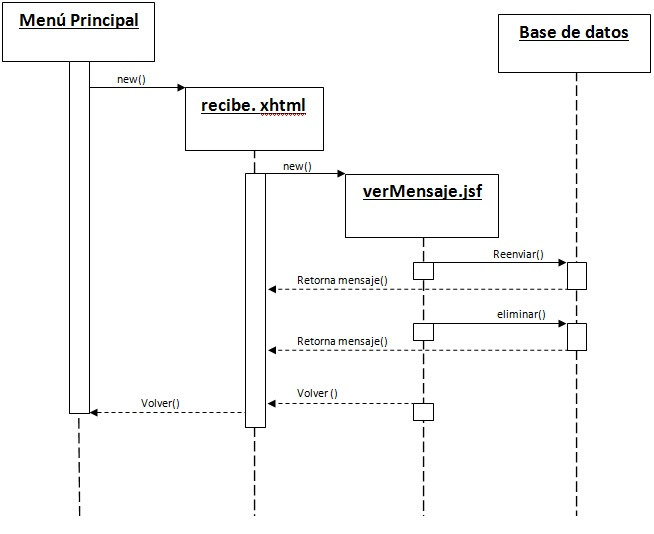 Menú Principal
Base de datos
new()
recibe. xhtml
new()
verMensaje.jsf
Reenviar()
Retorna mensaje()
eliminar()
Retorna mensaje()
Volver ()
Volver()